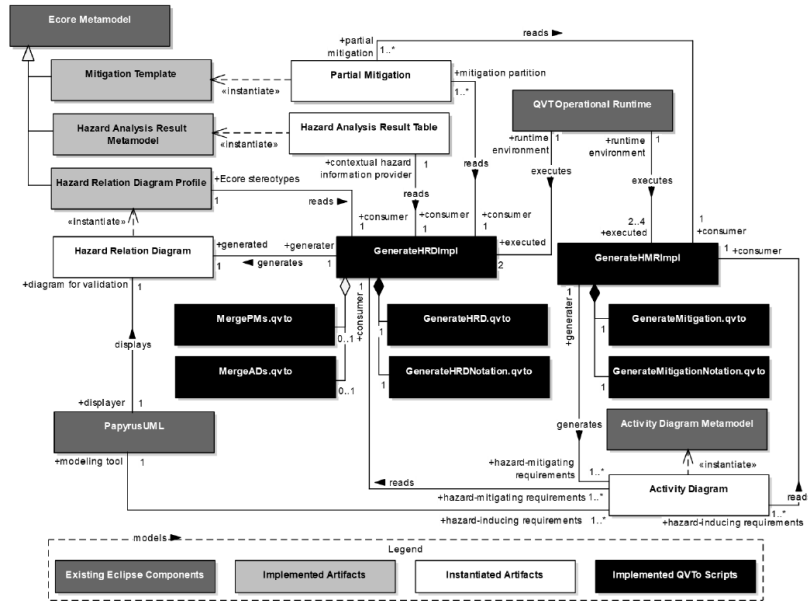 Ecore Metamodel
+partial
mitigation
1..*
reads
Mitigation Template
«instantiate»
Partial Mitigation
+mitigation partition
1..*
QVTOperational Runtime
Hazard Analysis Result
Metamodel
«instantiate»
Hazard Analysis Result Table
+runtime
environment
1
+runtime
environment
1
+contextual hazard
information provider
1
reads
reads
executes
executes
Hazard Relation Diagram Profile
+Ecore stereotypes
1
reads
«instantiate»
+consumer
1
+consumer
1
+consumer
1
2..4
+executed
1
+consumer
Hazard Relation Diagram
+generated
1
generates
+generater
1
GenerateHRDImpl
+executed
2
GenerateHMRImpl
+consumer
1
+diagram for validation
1
1
+consumer
1
+generater
MergePMs.qvto
0..1
GenerateHRD.qvto
1
GenerateMitigation.qvto
1
displays
MergeADs.qvto
0..1
GenerateHRDNotation.qvto
1
GenerateMitigationNotation.qvto
1
+displayer
1
PapyrusUML
+modeling tool
1
generates
Activity Diagram Metamodel
«instantiate»
+hazard-mitigating
requirements
1..*
reads
+hazard-mitigating requirements
1..*
Activity Diagram
reads
1..*
+hazard-inducing requirements
1..*
+hazard-inducing requirements
models
Legend
Existing Eclipse Components
Implemented Artifacts
Instantiated Artifacts
Implemented QVTo Scripts